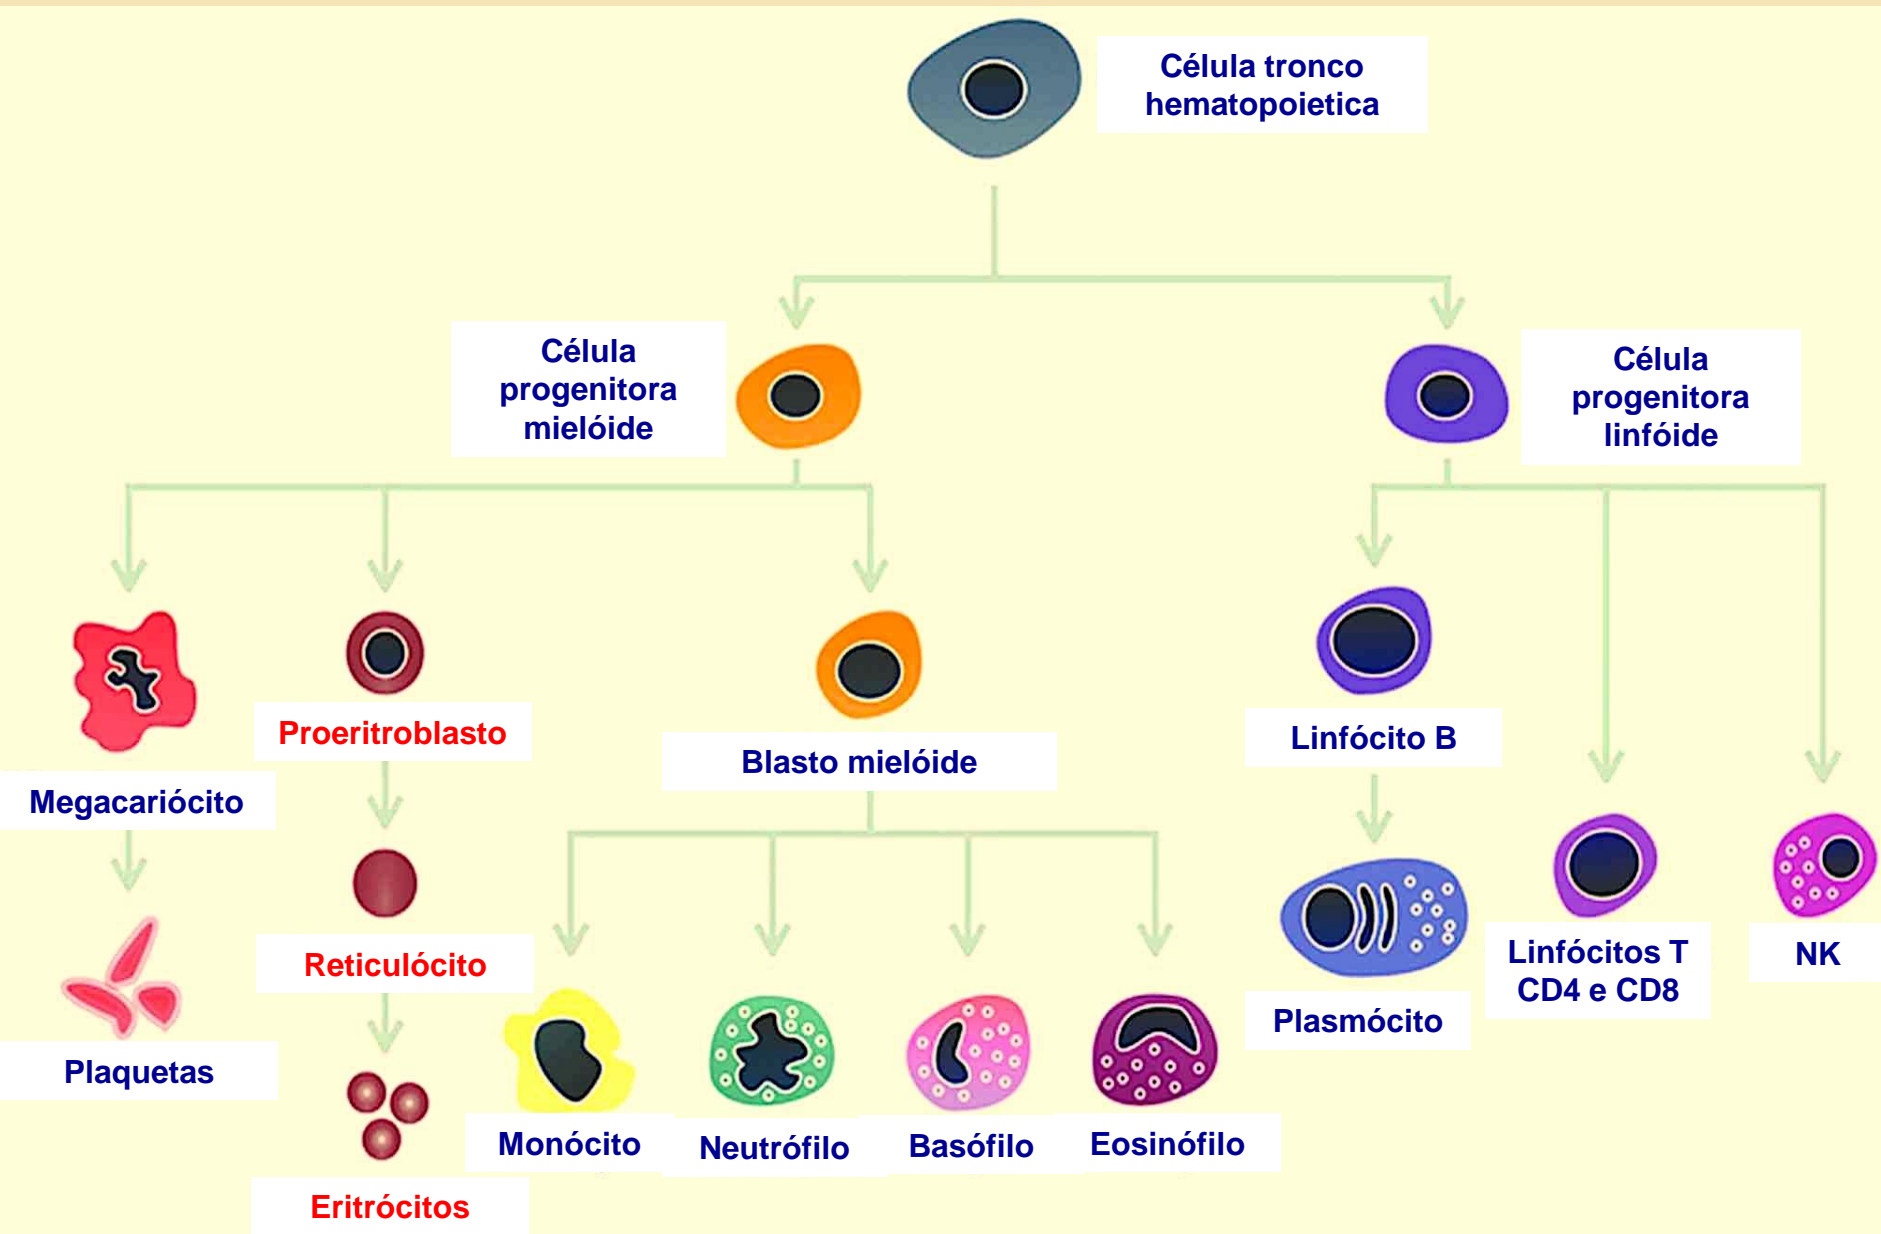 Célula tronco
hematopoietica
Célula
progenitora
mielóide
Célula
progenitora
linfóide
Proeritroblasto
Linfócito B
Blasto mielóide
Megacariócito
Reticulócito
Linfócitos T
CD4 e CD8
NK
Plasmócito
Plaquetas
Monócito
Neutrófilo
Basófilo
Eosinófilo
Eritrócitos